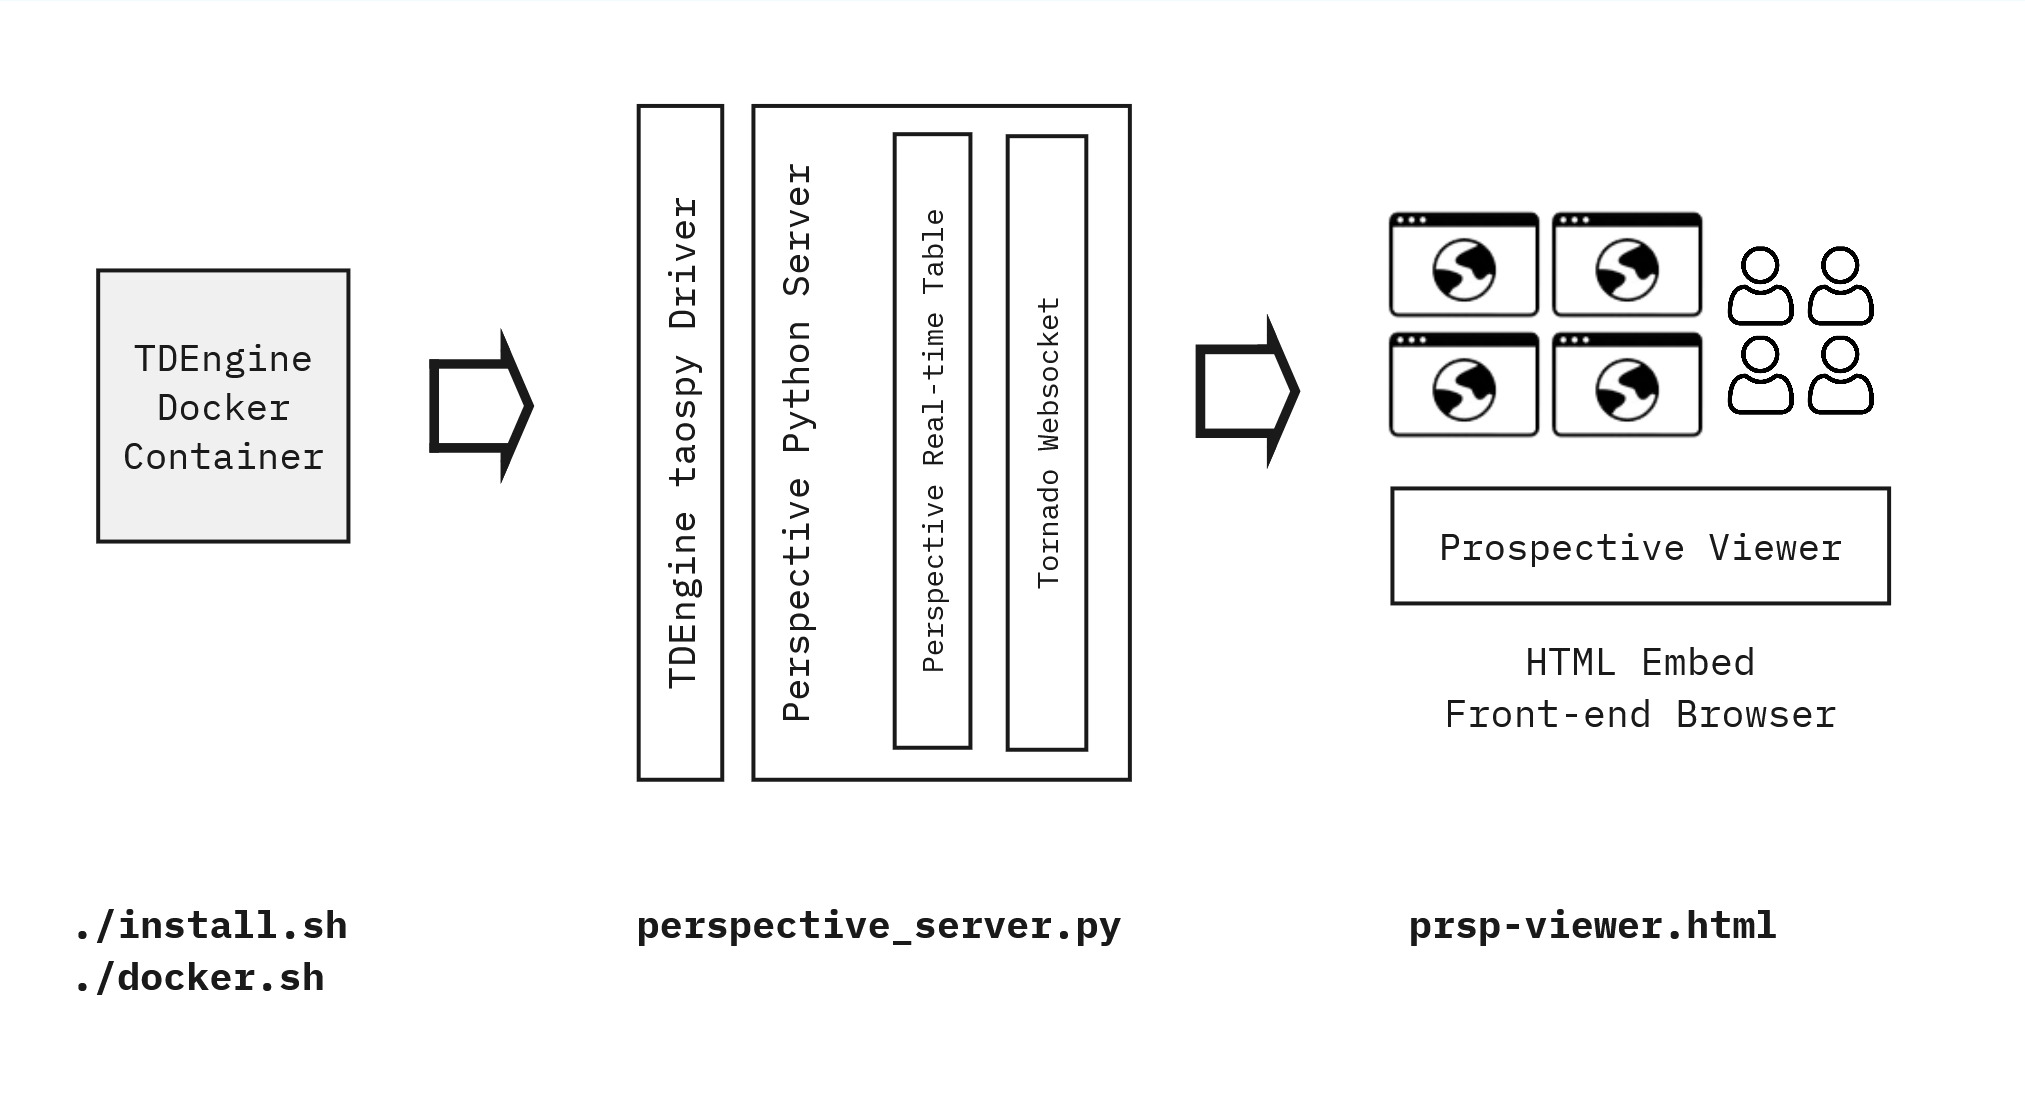 TDEngine
Docker
Container
TDEngine taospy Driver
Perspective Python Server
Perspective Real-time Table
Tornado Websocket
Prospective Viewer
HTML Embed
Front-end Browser
./install.sh
./docker.sh
perspective_server.py
prsp-viewer.html